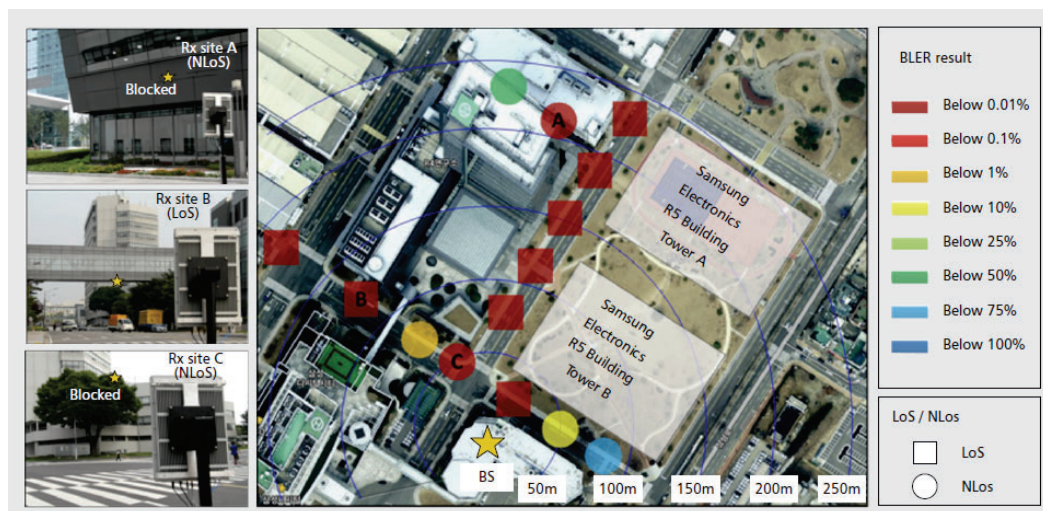 Rx site A
(NLoS)
Blocked
Rx site B
(LoS)
Rx site C
(NLoS)
Blocked
A
B
C
Samsung
Electronics
R5 Building
Tower A
Samsung
Electronics
R5 Building
Tower B
BS
50m
100m
150m
200m
250m
BLER result
Below 0.01%
Below 0.1%
Below 1%
Below 10%
Below 25%
Below 50%
Below 75%
Below 100%
LoS / NLos
LoS
NLos